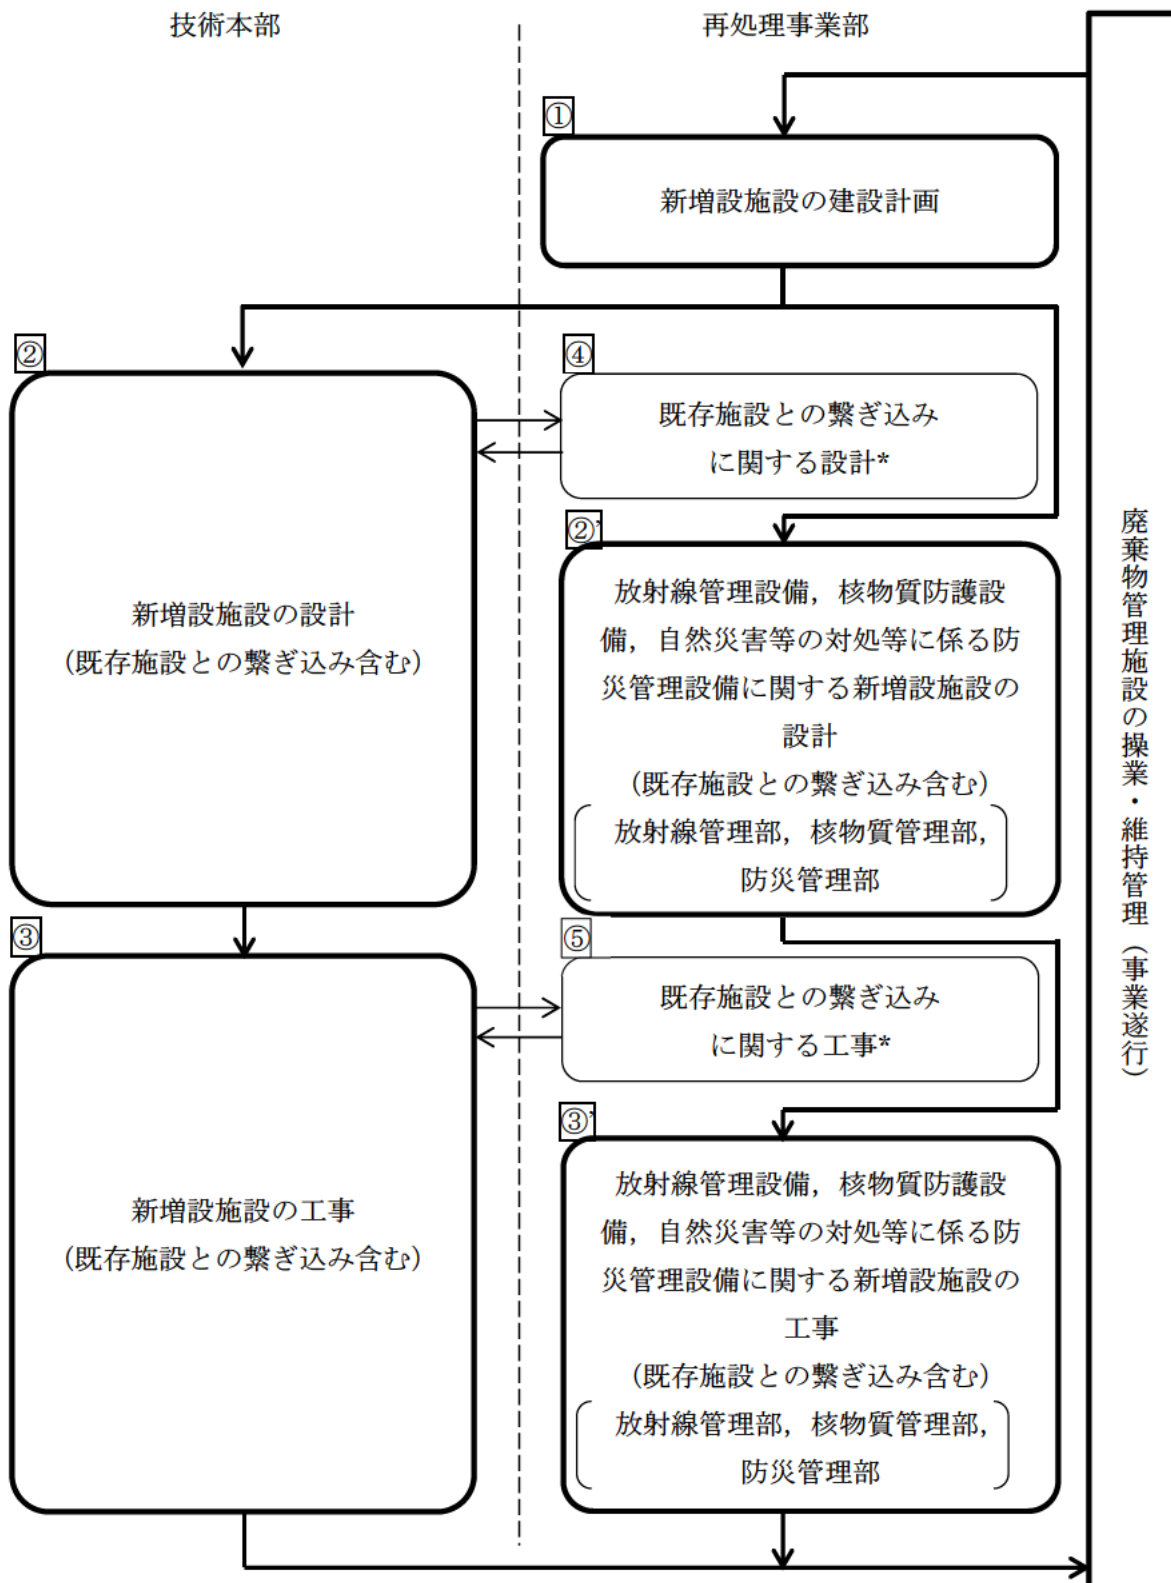 技術本部
再処理事業部
①
新増設施設の建設計画
②
新増設施設の設計
（既存施設との繋ぎ込み含む）
④
既存施設との繋ぎ込み
に関する設計*
②’
放射線管理設備，核物質防護設
備，自然災害等の対処等に係る防
災管理設備に関する新増設施設の
設計
（既存施設との繋ぎ込み含む）
放射線管理部，核物質管理部，
防災管理部
③
新増設施設の工事
（既存施設との繋ぎ込み含む）
⑤
既存施設との繋ぎ込み
に関する工事*
③’
放射線管理設備，核物質防護設
備，自然災害等の対処等に係る防
災管理設備に関する新増設施設の
工事
（既存施設との繋ぎ込み含む）
放射線管理部，核物質管理部，
防災管理部
廃棄物管理施設の操業・維持管理（事業遂行）